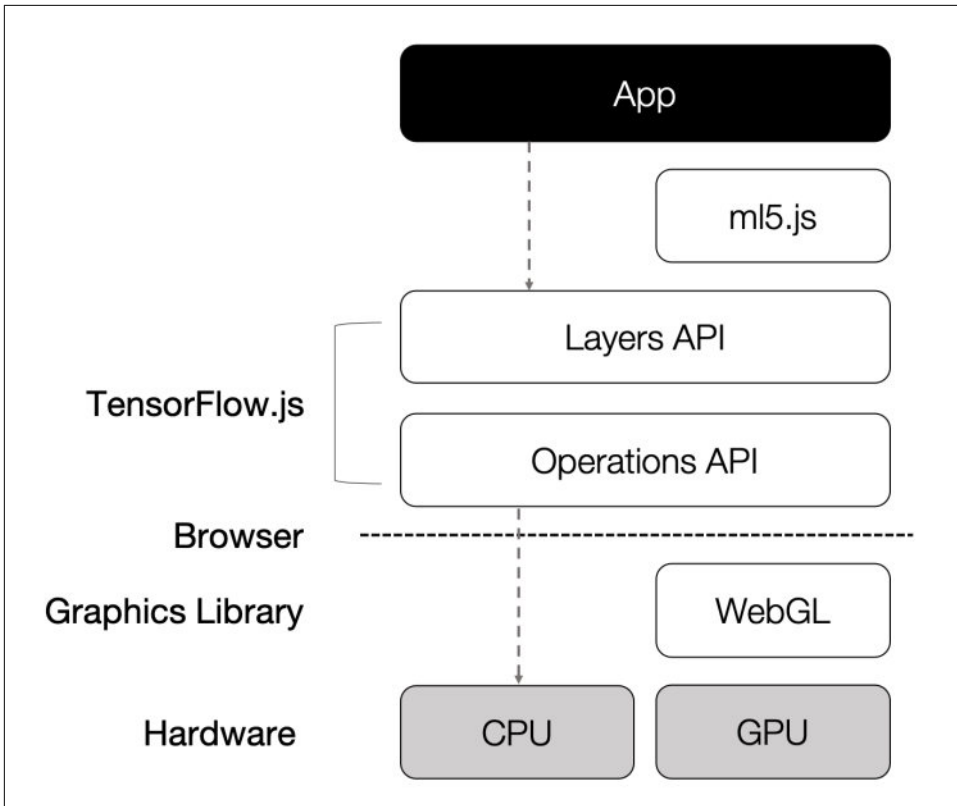 App
ml5.js
Layers API
TensorFlow.js
Operations API
Browser
Graphics Library
WebGL
Hardware
CPU
GPU